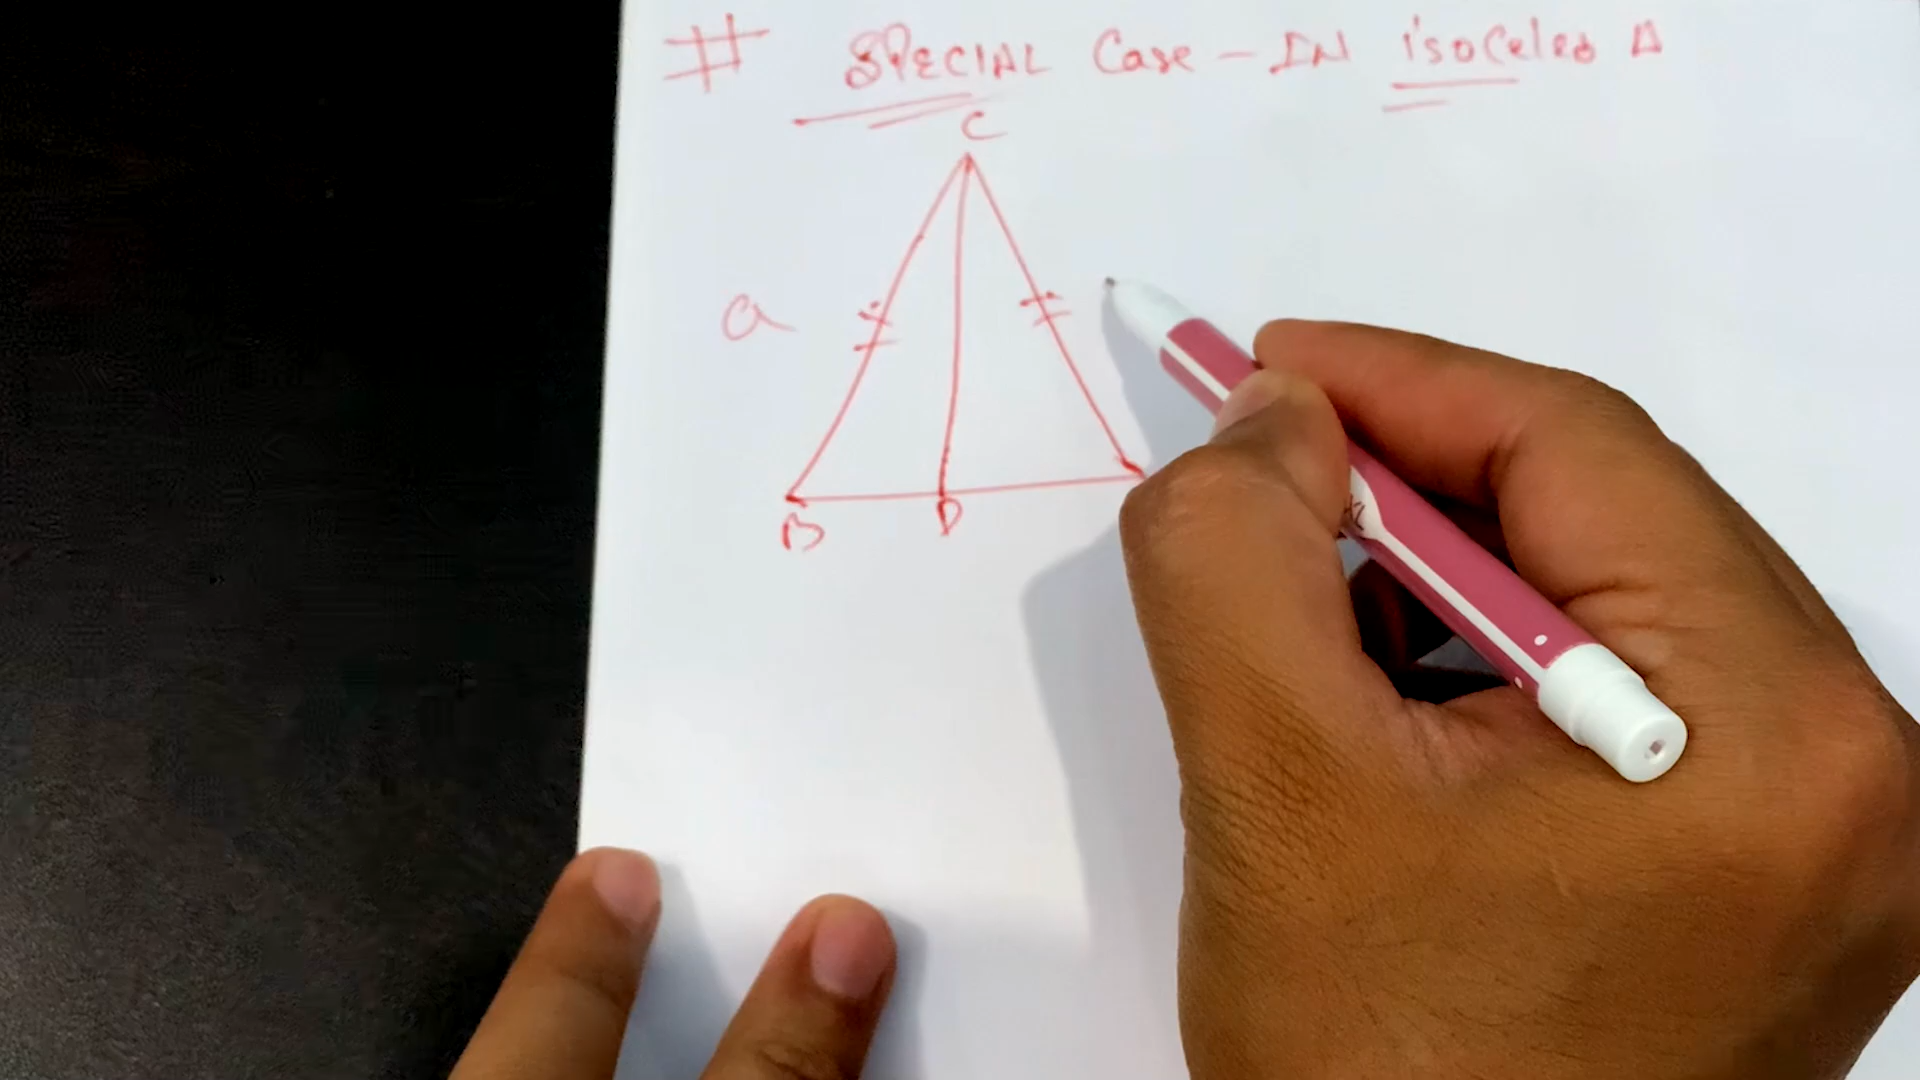 # SPECIAL Case - IN isoceles Δ
C
a
B D